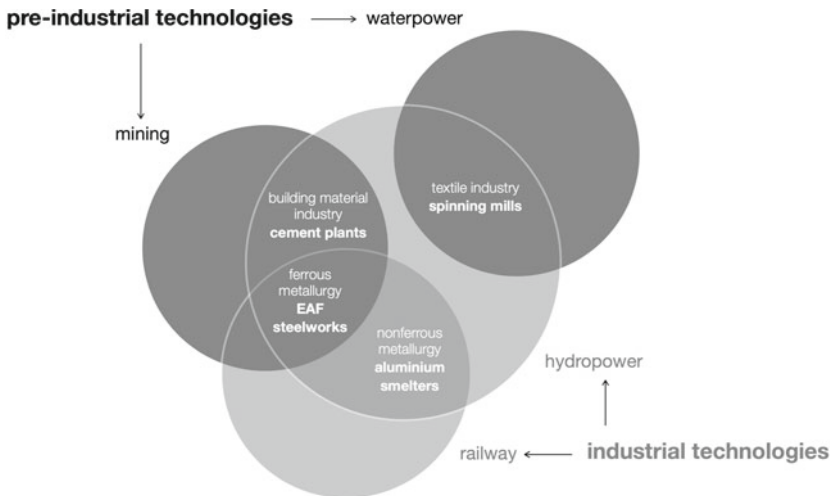 pre-industrial technologies
waterpower
mining
building material
industry
cement plants
textile industry
spinning mills
ferrous
metallurgy
EAF
steelworks
nonferrous
metallurgy
aluminium
smelters
hydropower
railway
industrial technologies